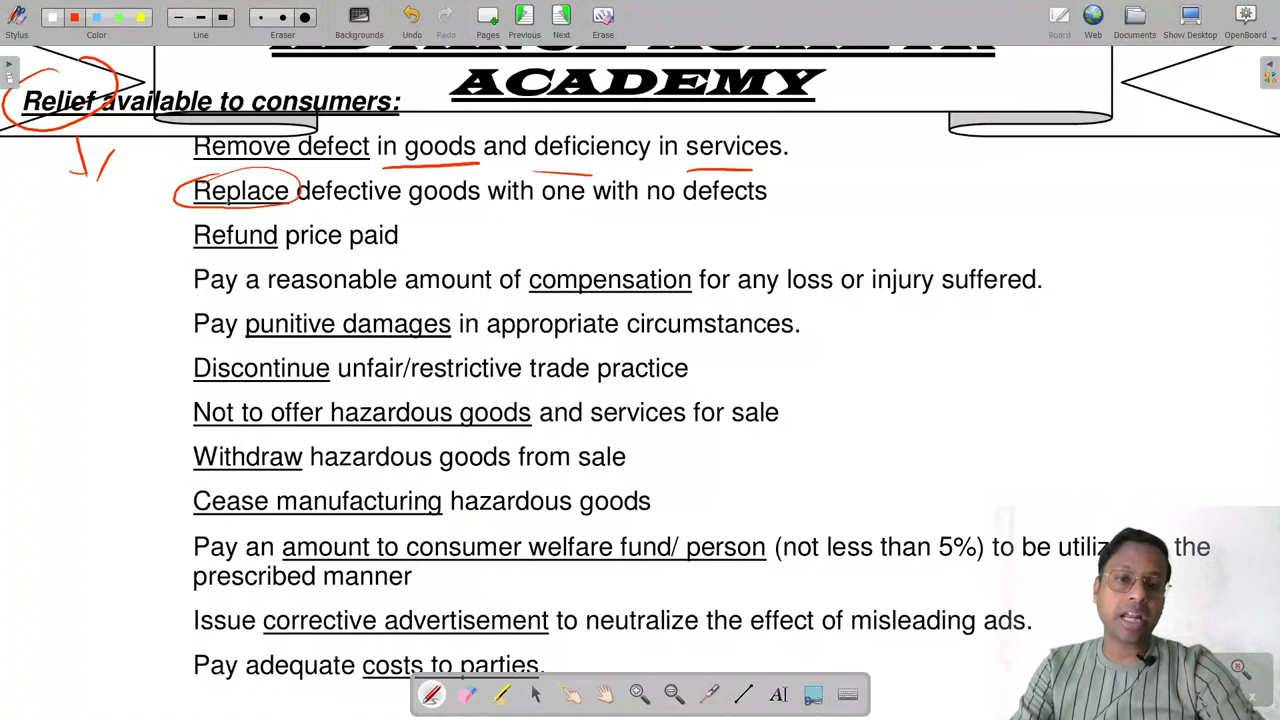 Stylus
Color
Line
Eraser
Backgrounds
Undo
Redo
Pages
Previous
Next
Erase
Board
Web
Documents
Show Desktop
OpenBoard
ACADEMY
Relief available to consumers:
Remove defect in goods and deficiency in services.
Replace defective goods with one with no defects
Refund price paid
Pay a reasonable amount of compensation for any loss or injury suffered.
Pay punitive damages in appropriate circumstances.
Discontinue unfair/restrictive trade practice
Not to offer hazardous goods and services for sale
Withdraw hazardous goods from sale
Cease manufacturing hazardous goods
Pay an amount to consumer welfare fund/ person (not less than 5%) to be the
prescribed manner
Issue corrective advertisement to neutralize the effect of misleading ads.
Pay adequate costs to parties.